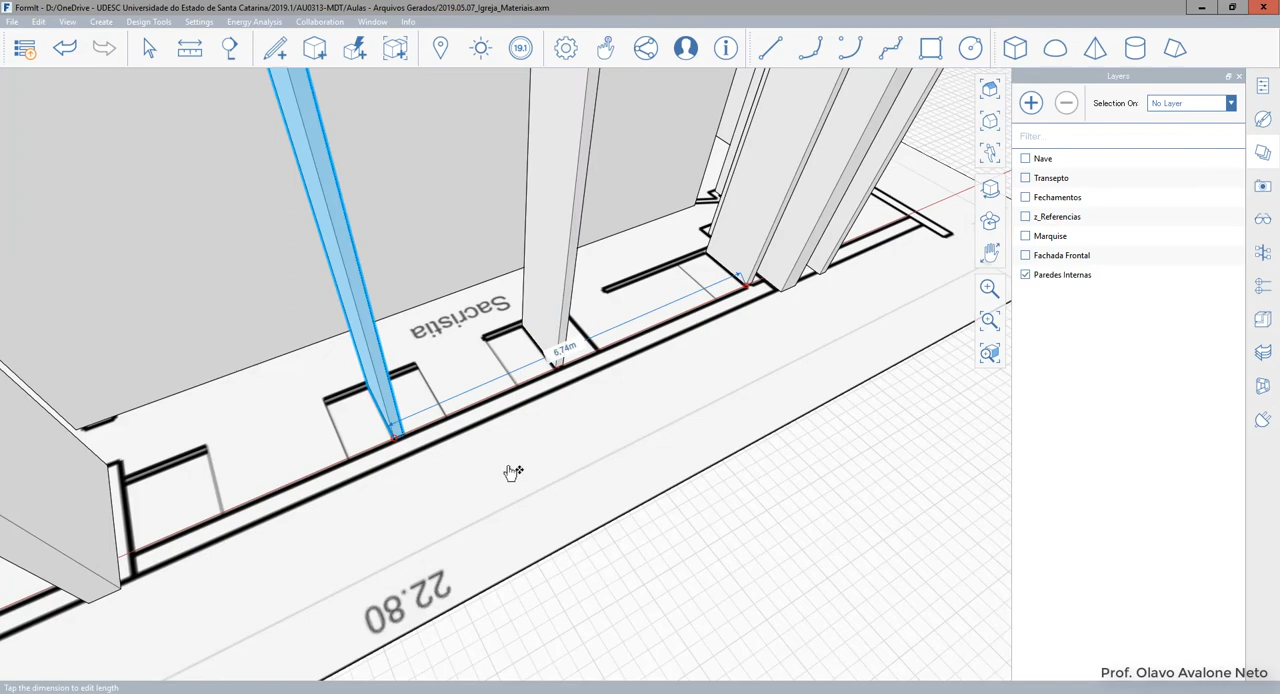 FormIt - D:/OneDrive - UDESC Universidade do Estado de Santa Catarina/2019.1/AU0313-MDT/Aulas - Arquivos Gerados/2019.05.07_Igreja_Materiais.axm
File Edit View Create Design Tools Settings Energy Analysis Collaboration Window Info
19.1
Layers
Selection On: No Layer
Filter...
Nave
Transepto
Fechamentos
z_Referencias
Marquise
Fachada Frontal
Paredes Internas
Sacristia
6,74m
22.80
Prof. Olavo Avalone Neto
Tap the dimension to edit length